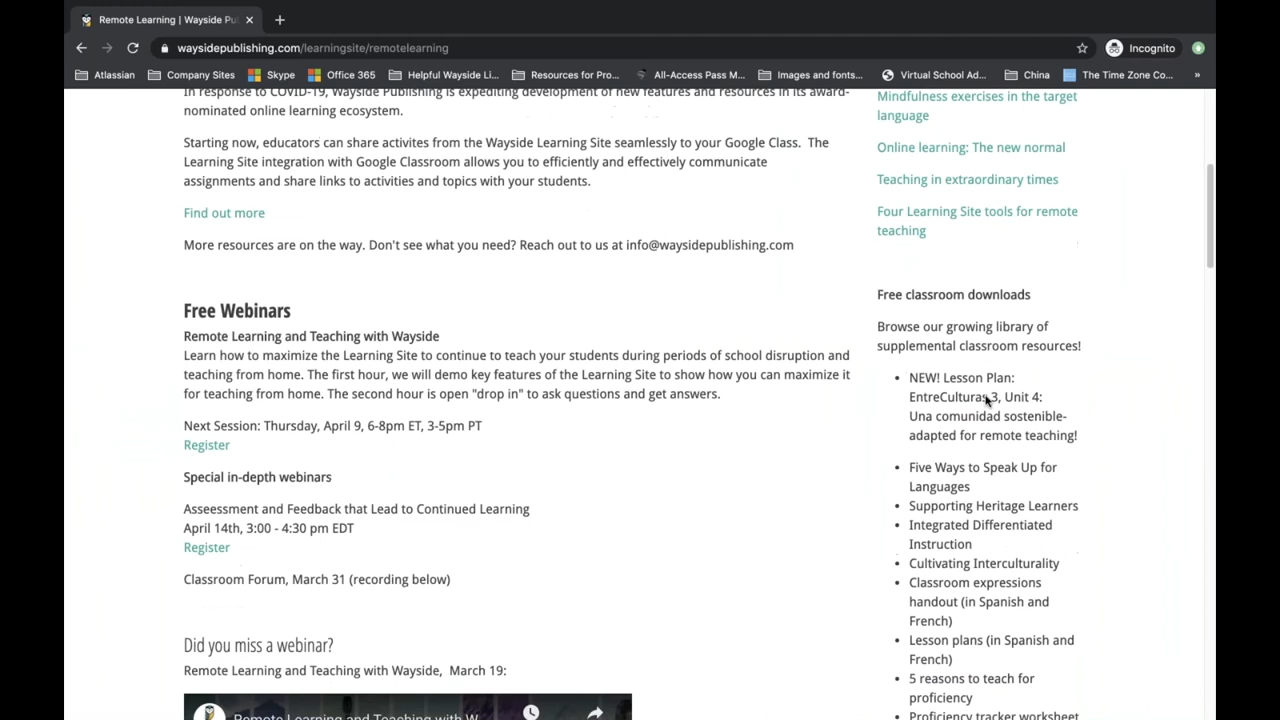 Remote Learning | Wayside Pu
waysidepublishing.com/learningsite/remotelearning
Incognito
Atlassian
Company Sites
Skype
Office 365
Helpful Wayside Li...
Resources for Pro...
All-Access Pass M...
Images and fonts...
Virtual School Ad...
China
The Time Zone Co...
»
In response to COVID-19, Wayside Publishing is expediting development of new features and resources in its award-
nominated online learning ecosystem.
Starting now, educators can share activites from the Wayside Learning Site seamlessly to your Google Class. The
Learning Site integration with Google Classroom allows you to efficiently and effectively communicate
assignments and share links to activities and topics with your students.
Find out more
More resources are on the way. Don't see what you need? Reach out to us at info@waysidepublishing.com
Free Webinars
Remote Learning and Teaching with Wayside
Learn how to maximize the Learning Site to continue to teach your students during periods of school disruption and
teaching from home. The first hour, we will demo key features of the Learning Site to show how you can maximize it
for teaching from home. The second hour is open "drop in" to ask questions and get answers.
Next Session: Thursday, April 9, 6-8pm ET, 3-5pm PT
Register
Special in-depth webinars
Asseessment and Feedback that Lead to Continued Learning
April 14th, 3:00 - 4:30 pm EDT
Register
Classroom Forum, March 31 (recording below)
Did you miss a webinar?
Remote Learning and Teaching with Wayside, March 19:
Remote Learning and Teaching with W
Mindfulness exercises in the target
language
Online learning: The new normal
Teaching in extraordinary times
Four Learning Site tools for remote
teaching
Free classroom downloads
Browse our growing library of
supplemental classroom resources!
• NEW! Lesson Plan:
EntreCulturas 3, Unit 4:
Una comunidad sostenible-
adapted for remote teaching!
• Five Ways to Speak Up for
Languages
• Supporting Heritage Learners
• Integrated Differentiated
Instruction
• Cultivating Interculturality
• Classroom expressions
handout (in Spanish and
French)
• Lesson plans (in Spanish and
French)
• 5 reasons to teach for
proficiency
• Proficiency tracker worksheet